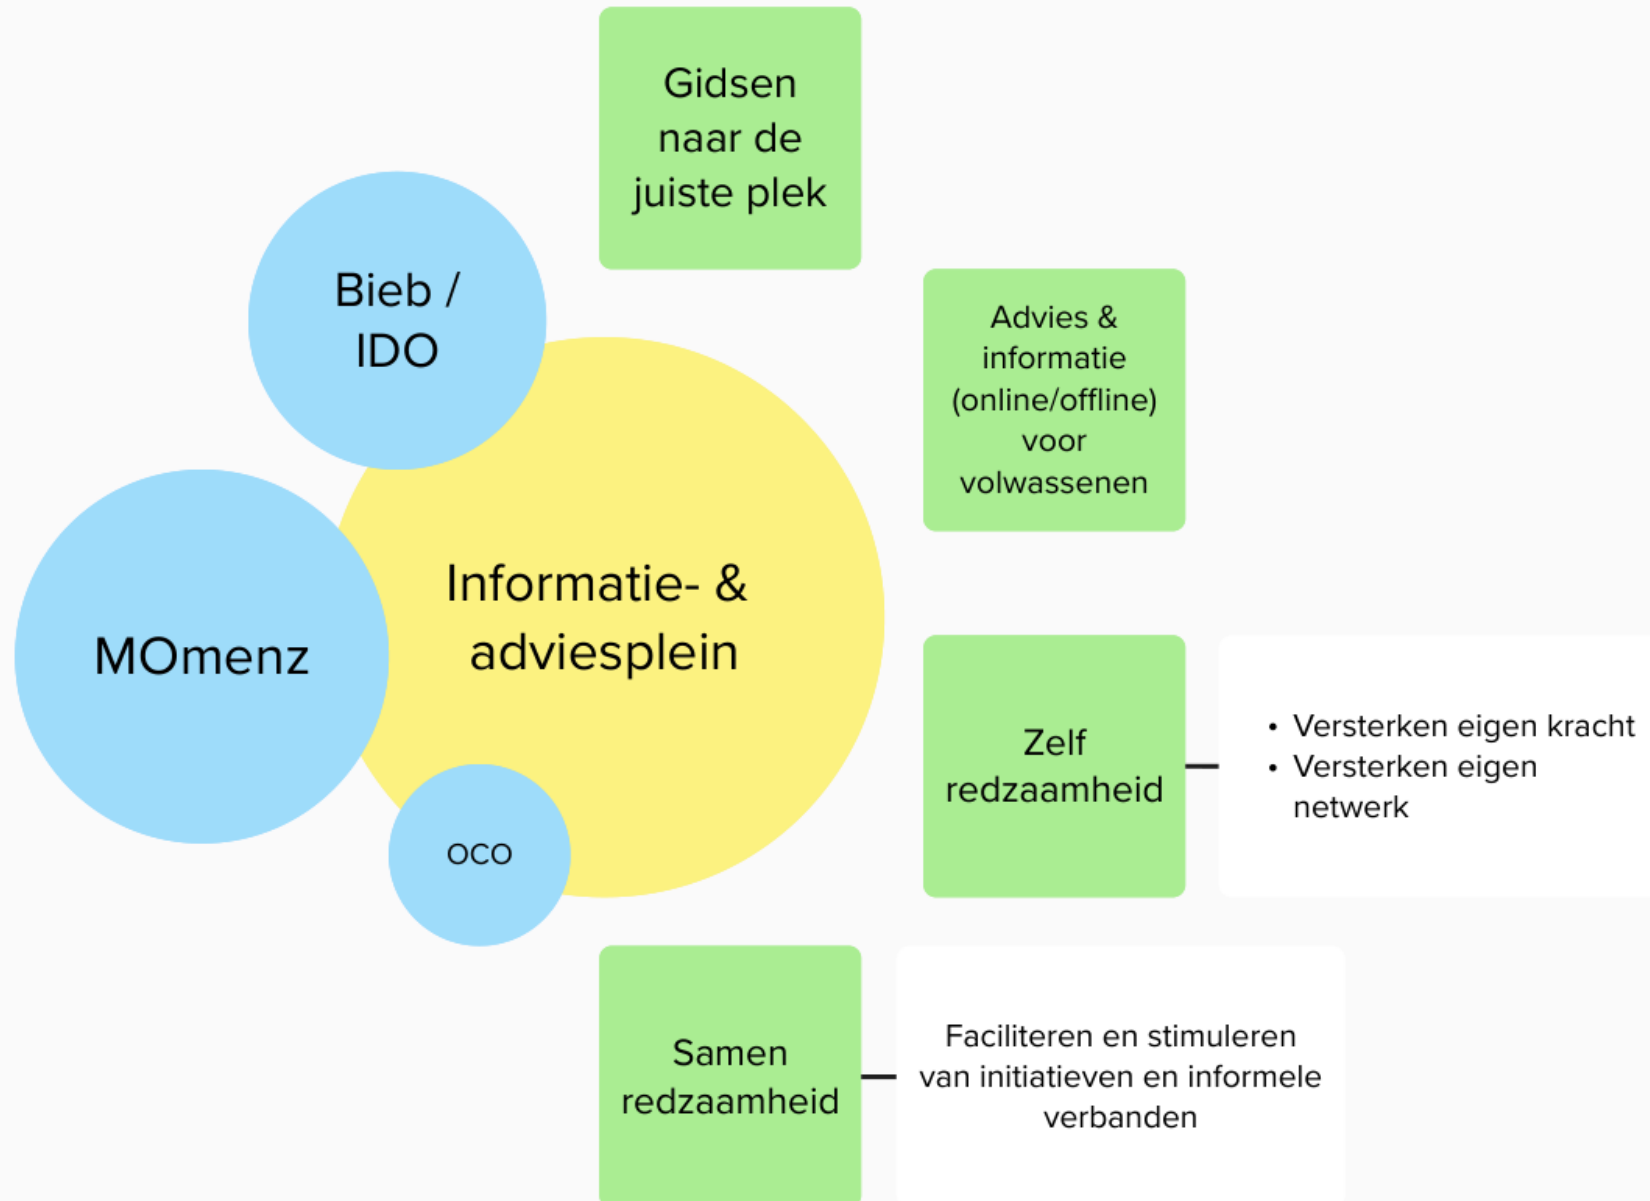 Gidsen
naar de
juiste plek
Bieb /
IDO
Advies &
informatie
(online/offline)
voor
volwassenen
Informatie- &
adviesplein
MOmenz
Zelf
redzaamheid
• Versterken eigen kracht
• Versterken eigen
netwerk
OCO
Samen
redzaamheid
Faciliteren en stimuleren
van initiatieven en informele
verbanden